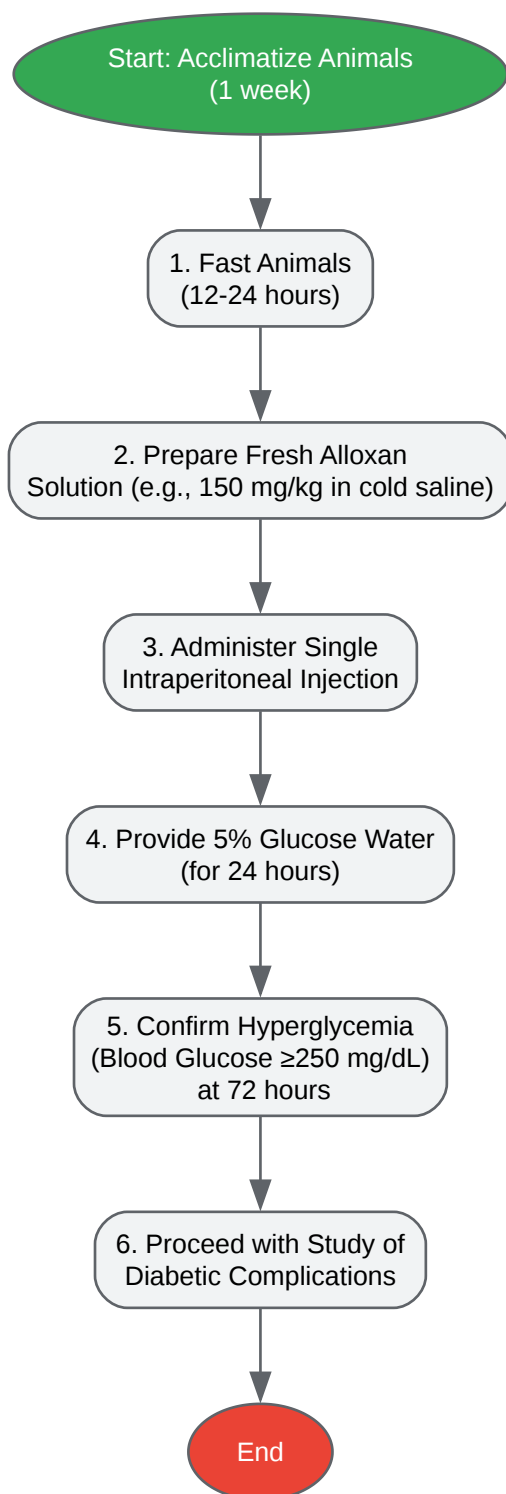 Start: Acclimatize Animals
(1 week)
1. Fast Animals
(12-24 hours)
2. Prepare Fresh Alloxan
Solution (e.g., 150 mg/kg in cold saline)
3. Administer Single
Intraperitoneal Injection
4. Provide 5% Glucose Water
(for 24 hours)
5. Confirm Hyperglycemia
(Blood Glucose ≥250 mg/dL)
at 72 hours
6. Proceed with Study of
Diabetic Complications
End